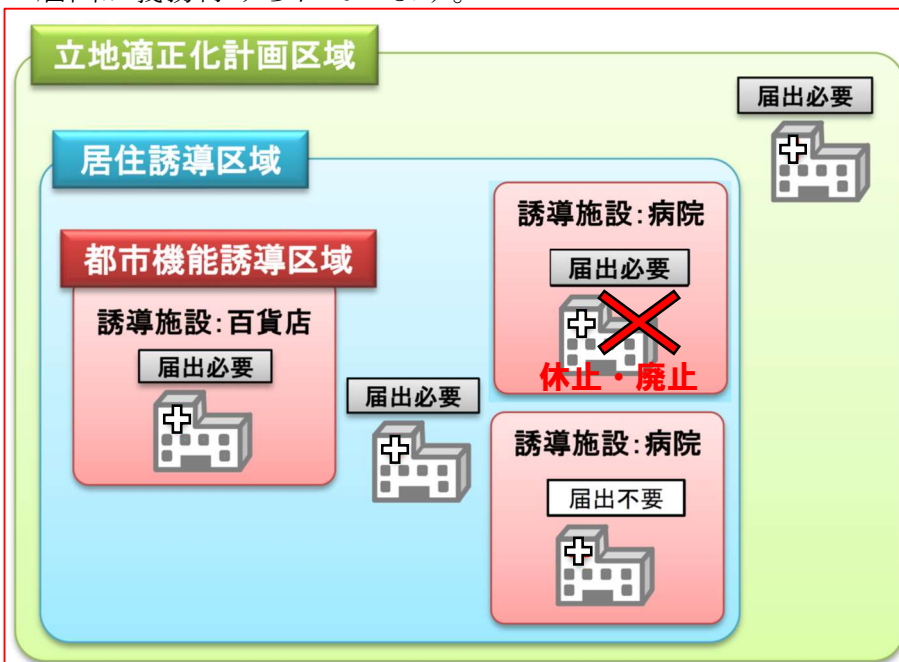 立地適正化計画区域
届出必要
居住誘導区域
誘導施設:病院
届出必要
休止・廃止
都市機能誘導区域
誘導施設:百貨店
届出必要
届出必要
誘導施設:病院
届出不要